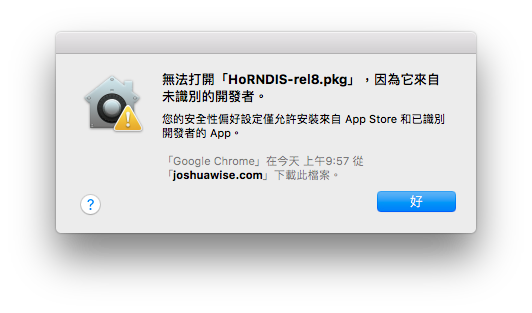 無法打開「HoRNDIS-rel8.pkg」，因為它來自
未識別的開發者。
您的安全性偏好設定僅允許安裝來自 App Store 和已識別
開發者的 App。
「Google Chrome」在今天 上午9:57 從
「joshuawise.com」下載此檔案。
?
好